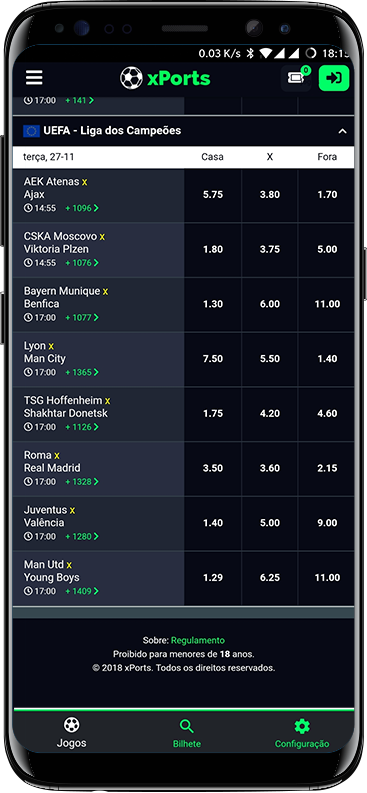 0.03 K/s 18:15
xPorts 0
17:00 + 141
UEFA - Liga dos Campeões
terça, 27-11 Casa X Fora
AEK Atenas x
Ajax
14:55 + 1096
5.75 3.80 1.70
CSKA Moscovo x
Viktoria Plzen
14:55 + 1076
1.80 3.75 5.00
Bayern Munique x
Benfica
17:00 + 1077
1.30 6.00 11.00
Lyon x
Man City
17:00 + 1365
7.50 5.50 1.40
TSG Hoffenheim x
Shakhtar Donetsk
17:00 + 1126
1.75 4.20 4.60
Roma x
Real Madrid
17:00 + 1328
3.50 3.60 2.15
Juventus x
Valência
17:00 + 1280
1.40 5.00 9.00
Man Utd x
Young Boys
17:00 + 1409
1.29 6.25 11.00
Sobre: Regulamento
Proibido para menores de 18 anos.
© 2018 xPorts. Todos os direitos reservados.
Jogos Bilhete Configuração